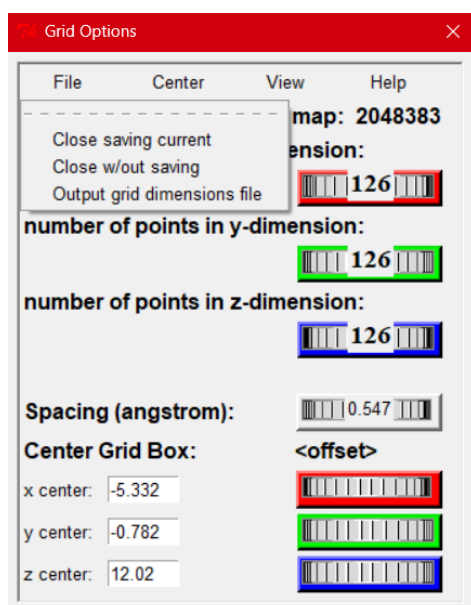 Grid Options
File Center View Help
map: 2048383
Close saving current
ension:
Close w/out saving
126
Output grid dimensions file
number of points in y-dimension:
126
number of points in z-dimension:
126
Spacing (angstrom): 0.547
Center Grid Box: <offset>
x center: -5.332
y center: -0.782
z center: 12.02